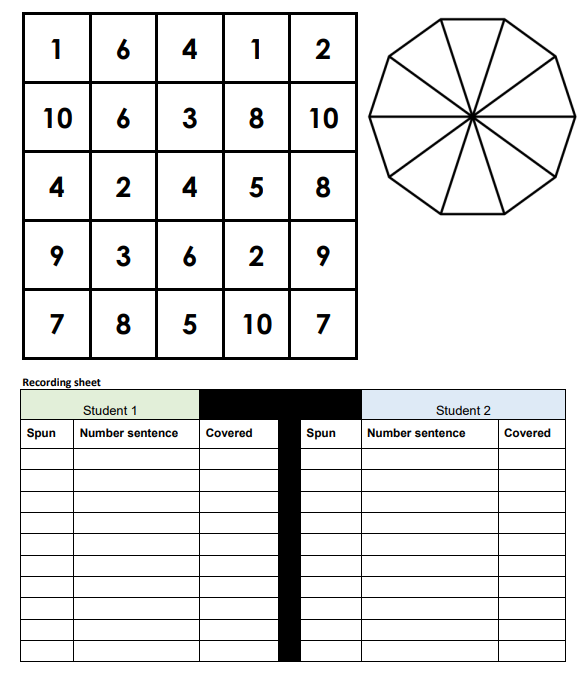 1 6 4 1 2
10 6 3 8 10
4 2 4 5 8
9 3 6 2 9
7 8 5 10 7
Recording sheet
Student 1 Student 2
Spun Number sentence Covered Spun Number sentence Covered